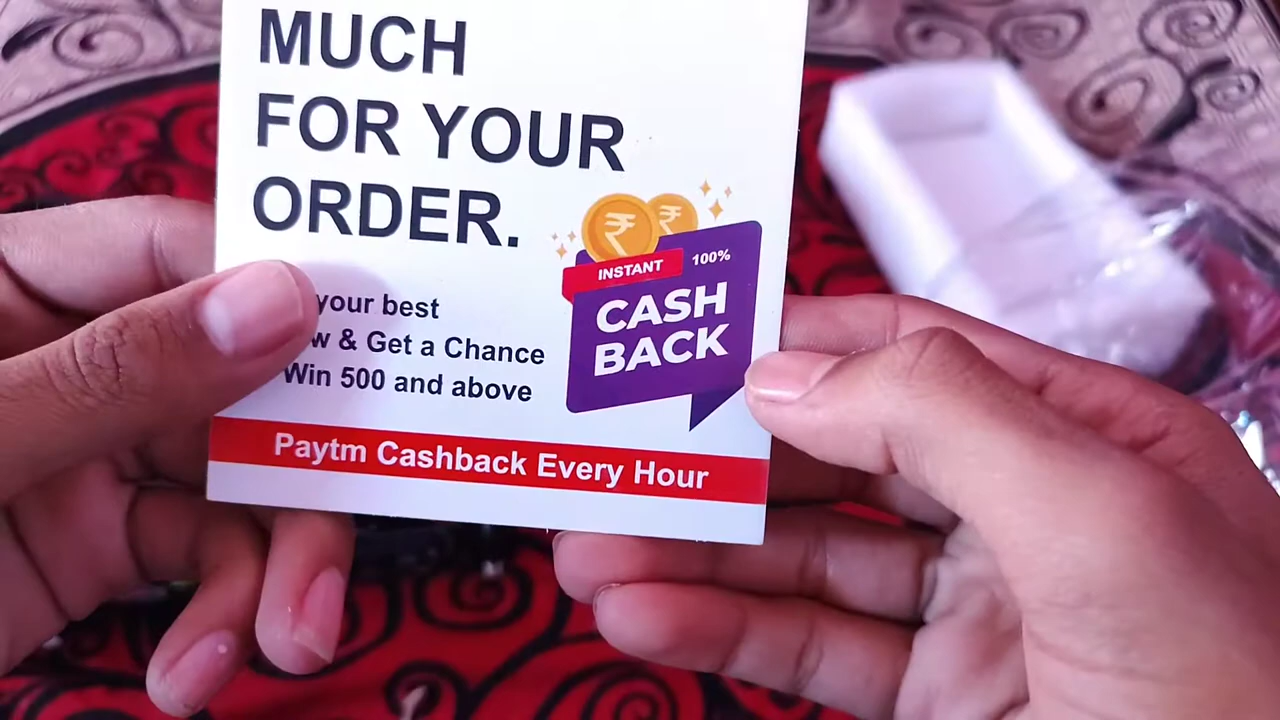 MUCH
FOR YOUR
ORDER.
INSTANT 100%
CASH
BACK
your best
& Get a Chance
Win 500 and above
Paytm Cashback Every Hour